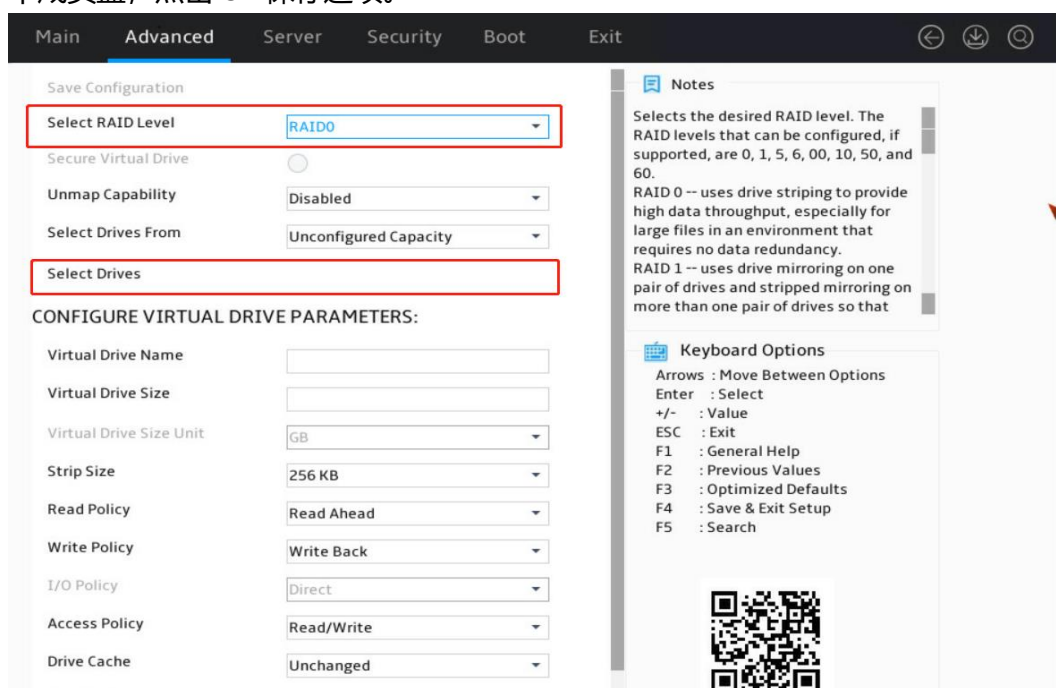 Main Advanced Server Security Boot Exit
Save Configuration
Select RAID Level RAID0
Secure Virtual Drive
Unmap Capability Disabled
Select Drives From Unconfigured Capacity
Select Drives
CONFIGURE VIRTUAL DRIVE PARAMETERS:
Virtual Drive Name
Virtual Drive Size
Virtual Drive Size Unit GB
Strip Size 256 KB
Read Policy Read Ahead
Write Policy Write Back
I/O Policy Direct
Access Policy Read/Write
Drive Cache Unchanged
Notes
Selects the desired RAID level. The
RAID levels that can be configured, if
supported, are 0, 1, 5, 6, 00, 10, 50, and
60.
RAID 0 -- uses drive striping to provide
high data throughput, especially for
large files in an environment that
requires no data redundancy.
RAID 1 -- uses drive mirroring on one
pair of drives and stripped mirroring on
more than one pair of drives so that
Keyboard Options
Arrows : Move Between Options
Enter : Select
+/- : Value
ESC : Exit
F1 : General Help
F2 : Previous Values
F3 : Optimized Defaults
F4 : Save & Exit Setup
F5 : Search